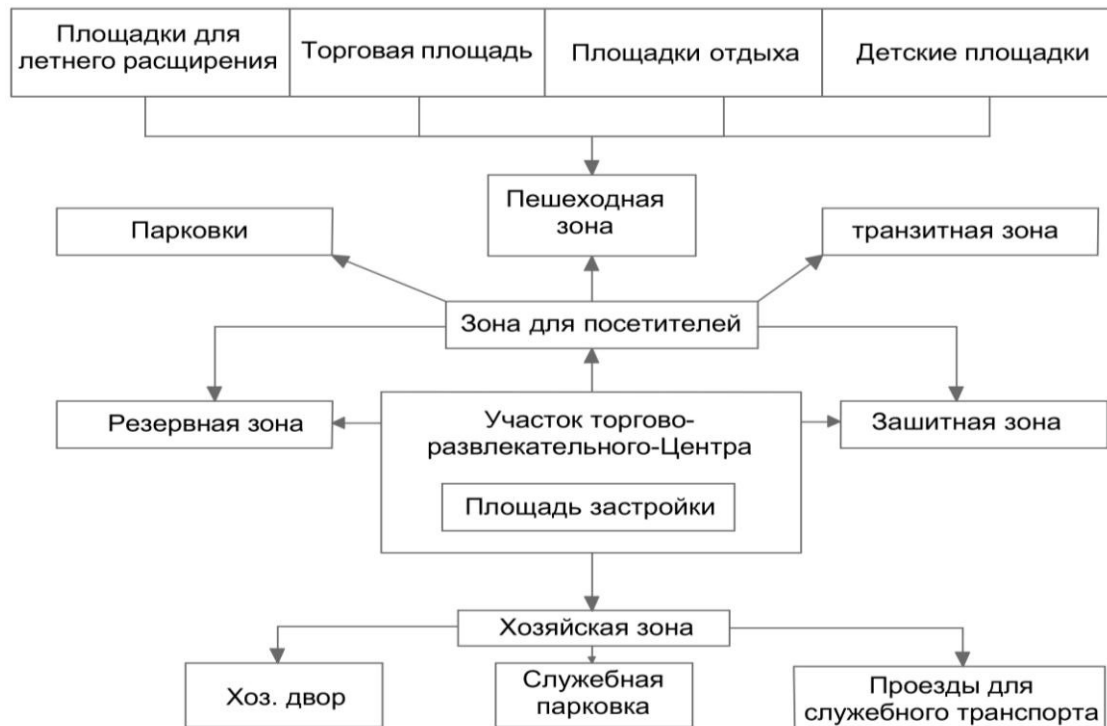 Площадки для
летнего расщирения
Торговая площадь
Площадки отдыха
Детские площадки
Пешеходная
зона
Парковки
транзитная зона
Зона для посетителей
Резервная зона
Участок торгово-
развлекательного-Центра
Зашитная зона
Площадь застройки
Хозяйская зона
Хоз. двор
Служебная
парковка
Проезды для
служебного транспорта